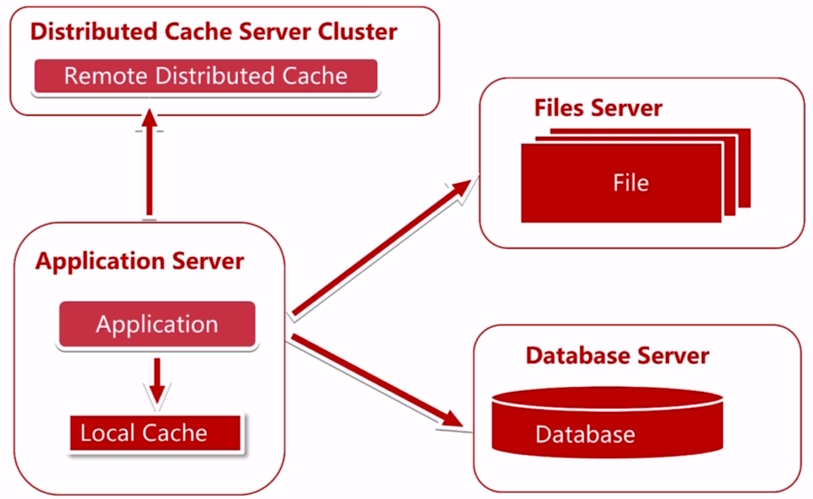 Distributed Cache Server Cluster
Remote Distributed Cache
Files Server
File
Application Server
Application
Local Cache
Database Server
Database